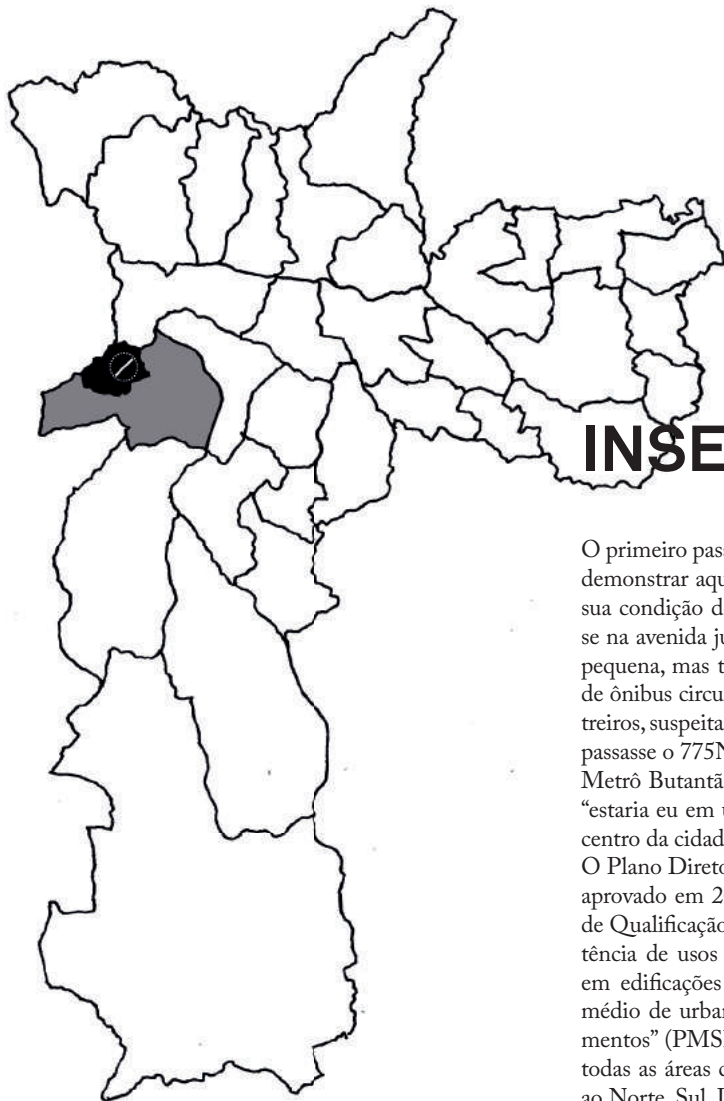 INSE
O primeiro pas
demonstrar aqu
sua condição d
se na avenida ju
pequena, mas t
de ônibus circu
treiros, suspeita
passasse o 775N
Metrô Butantã
“estaria eu em u
centro da cidad
O Plano Direto
aprovado em 2
de Qualificação
tência de usos
em edificações
médio de urban
mentos” (PMS
todas as áreas d
ao Norte, Sul, L